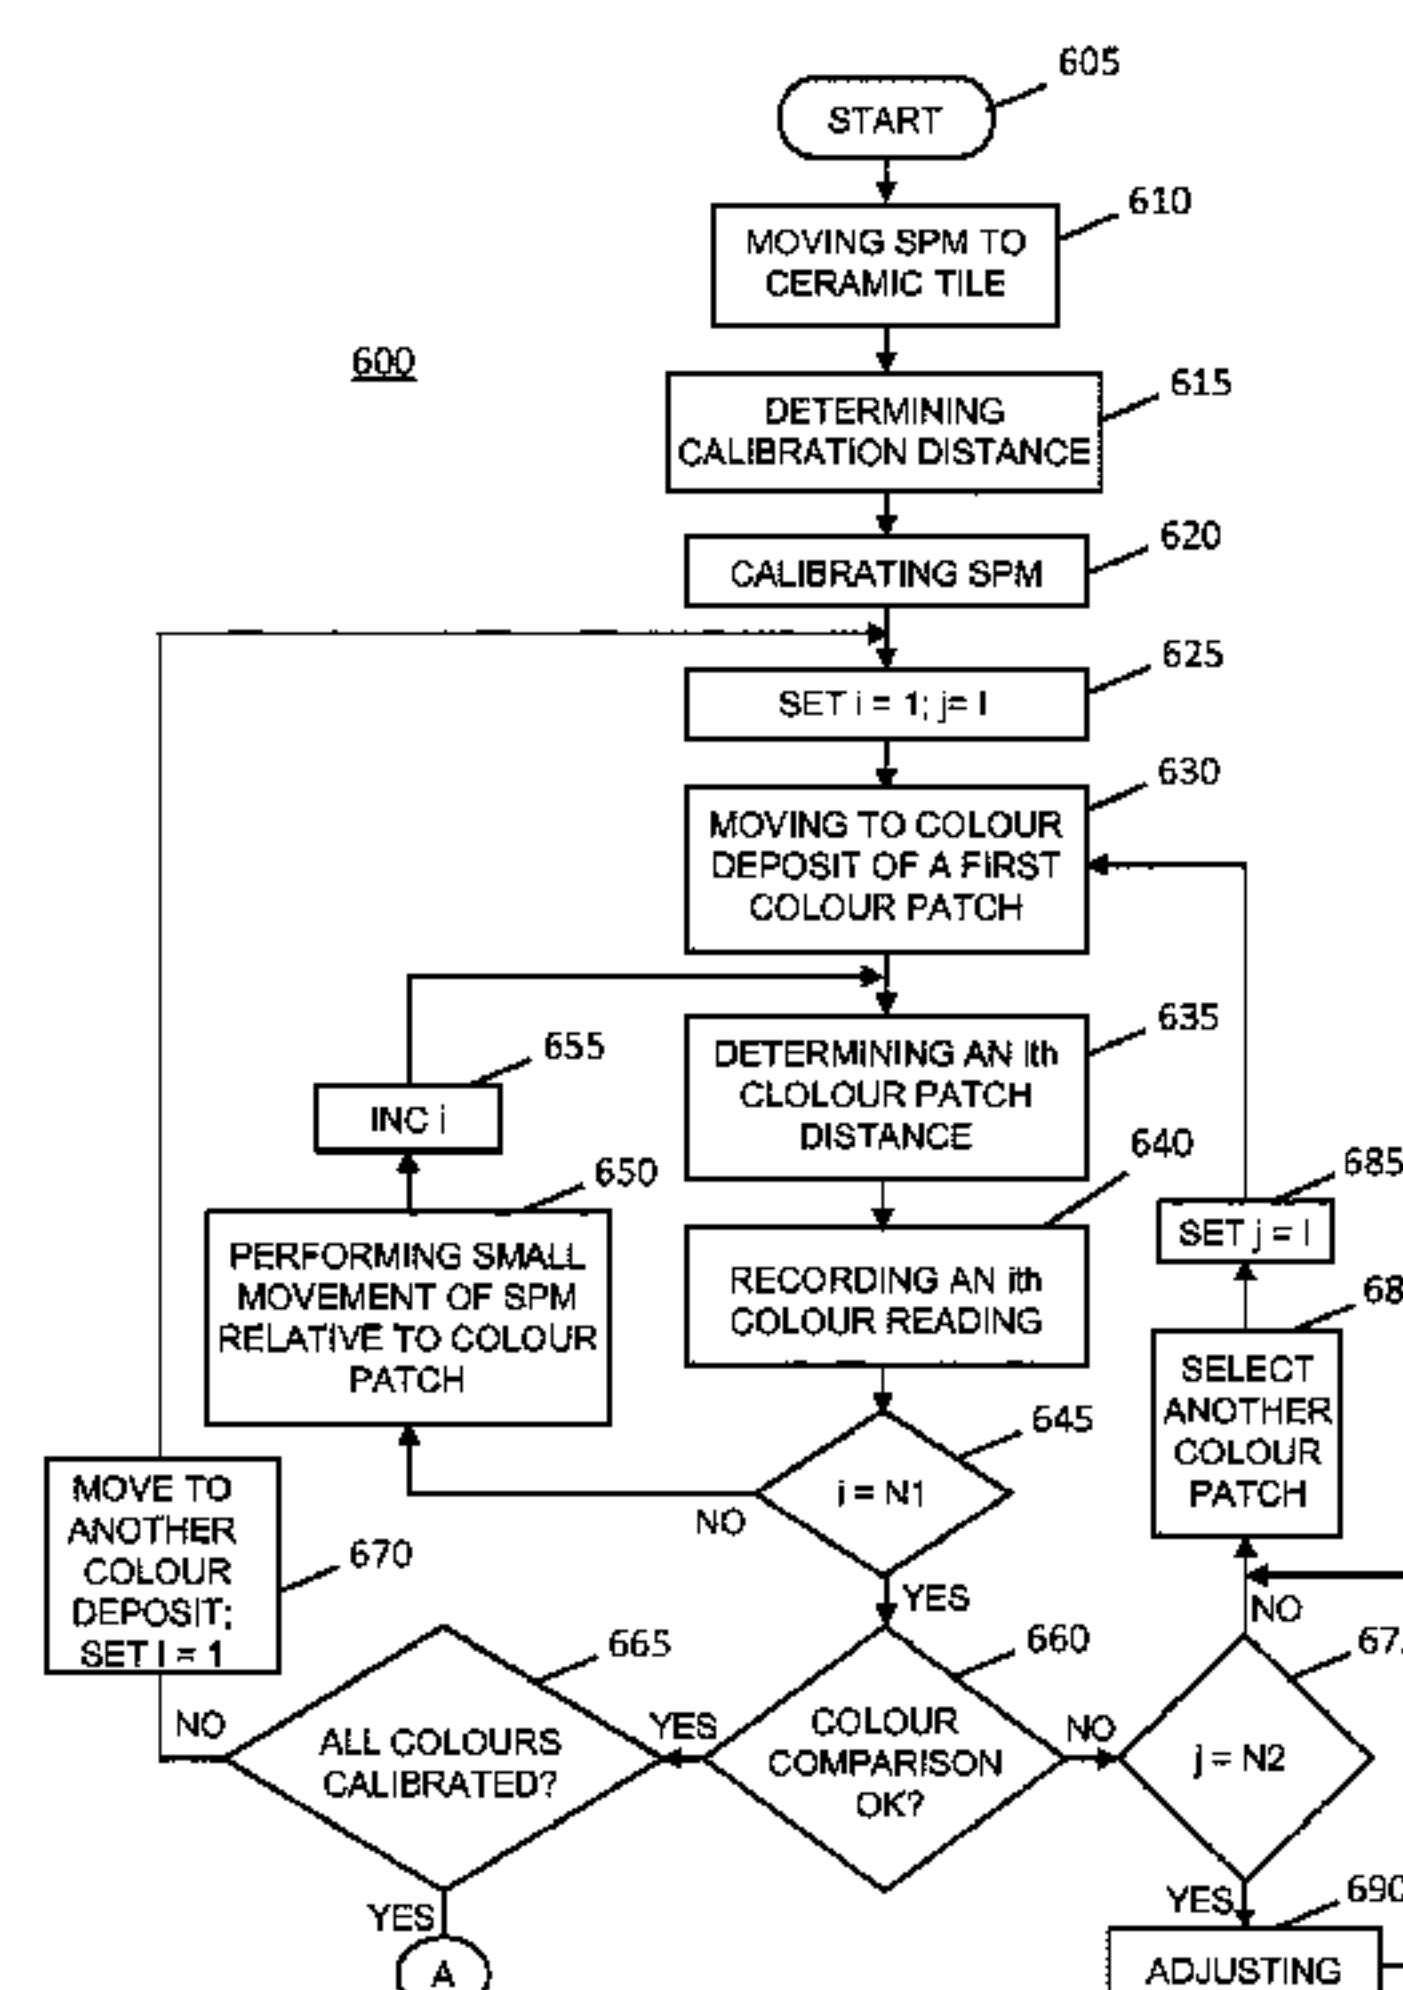 605
START
610
MOVING SPM TO
CERAMIC TILE
600
615
DETERMINING
CALIBRATION DISTANCE
620
CALIBRATING SPM
625
SET i = 1; j= I
630
MOVING TO COLOUR
DEPOSIT OF A FIRST
COLOUR PATCH
635
DETERMINING AN Ith
CLOLOUR PATCH
DISTANCE
655
INC i
640
RECORDING AN ith
COLOUR READING
650
PERFORMING SMALL
MOVEMENT OF SPM
RELATIVE TO COLOUR
PATCH
685
SET j = I
68
SELECT
ANOTHER
COLOUR
PATCH
645
i = N1
NO
YES
MOVE TO
ANOTHER
COLOUR
DEPOSIT;
SET I = 1
670
NO
665
ALL COLOURS
CALIBRATED?
YES
660
COLOUR
COMPARISON
OK?
NO
NO
67
j = N2
YES
A
YES
690
ADJUSTING